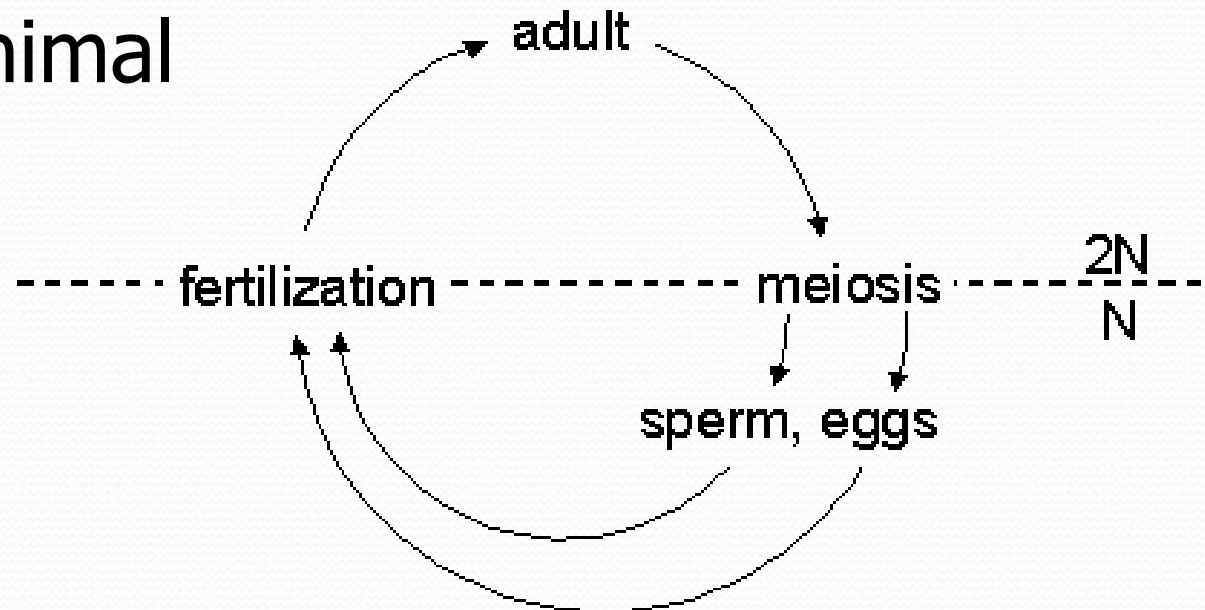 nimal
adult
2N
fertilization
meiosis
N
sperm, eggs